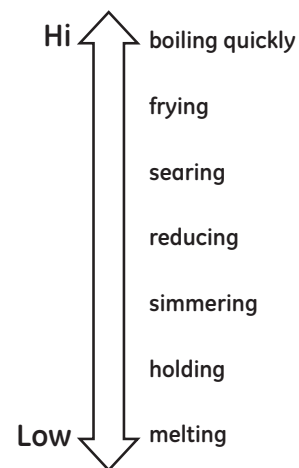 Hi boiling quickly
frying
searing
reducing
simmering
holding
Low melting